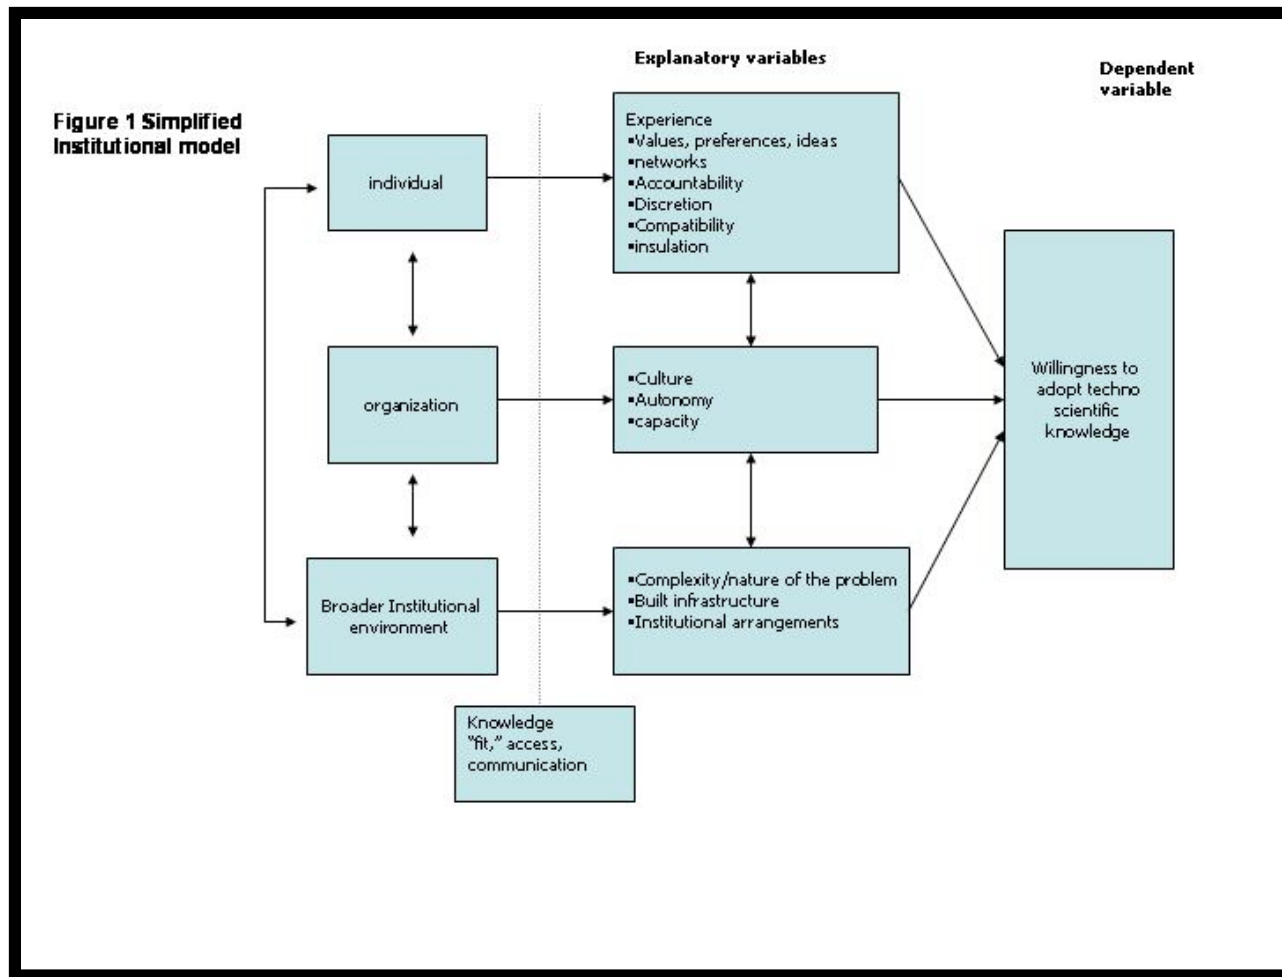 Explanatory variables
Dependent
variable
Figure 1 Simplified
Institutional model
individual
Experience
▪Values, preferences, ideas
▪networks
▪Accountability
▪Discretion
▪Compatibility
▪insulation
organization
▪Culture
▪Autonomy
▪capacity
Willingness to
adopt techno
scientific
knowledge
Broader Institutional
environment
▪Complexity/nature of the problem
▪Built infrastructure
▪Institutional arrangements
Knowledge
"fit," access,
communication